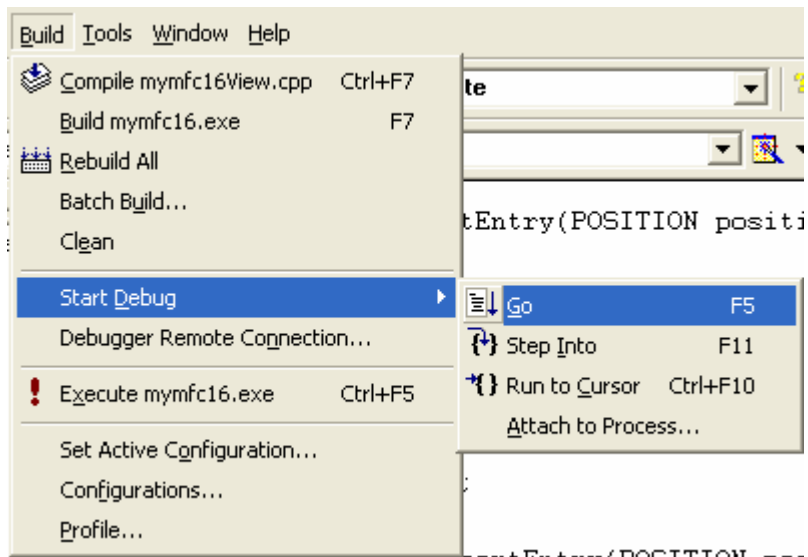 Build Tools Window Help
Compile mymfc16View.cpp Ctrl+F7
Build mymfc16.exe F7
Rebuild All
Batch Build...
Clean
Start Debug
Debugger Remote Connection...
Execute mymfc16.exe Ctrl+F5
Set Active Configuration...
Configurations...
Profile...
Go F5
Step Into F11
Run to Cursor Ctrl+F10
Attach to Process...
te
tEntry(POSITION positi
;